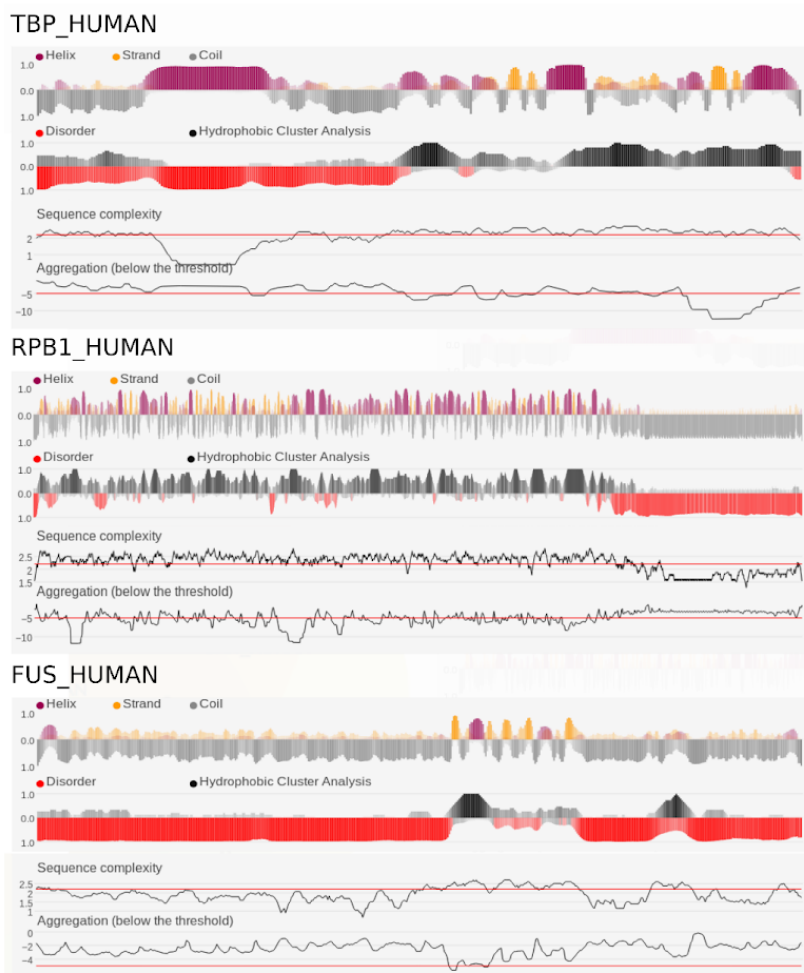 TBP_HUMAN
Helix Strand Coil
1.0
0.0
1.0
Disorder Hydrophobic Cluster Analysis
1.0
0.0
1.0
Sequence complexity
2
1
Aggregation (below the threshold)
−5
−10
RPB1_HUMAN
Helix Strand Coil
1.0
0.0
1.0
Disorder Hydrophobic Cluster Analysis
1.0
0.0
1.0
Sequence complexity
2.5
2
1.5
Aggregation (below the threshold)
−5
−10
FUS_HUMAN
Helix Strand Coil
1.0
0.0
1.0
Disorder Hydrophobic Cluster Analysis
1.0
0.0
1.0
Sequence complexity
2.5
2
1.5
1
Aggregation (below the threshold)
0
−2
−4